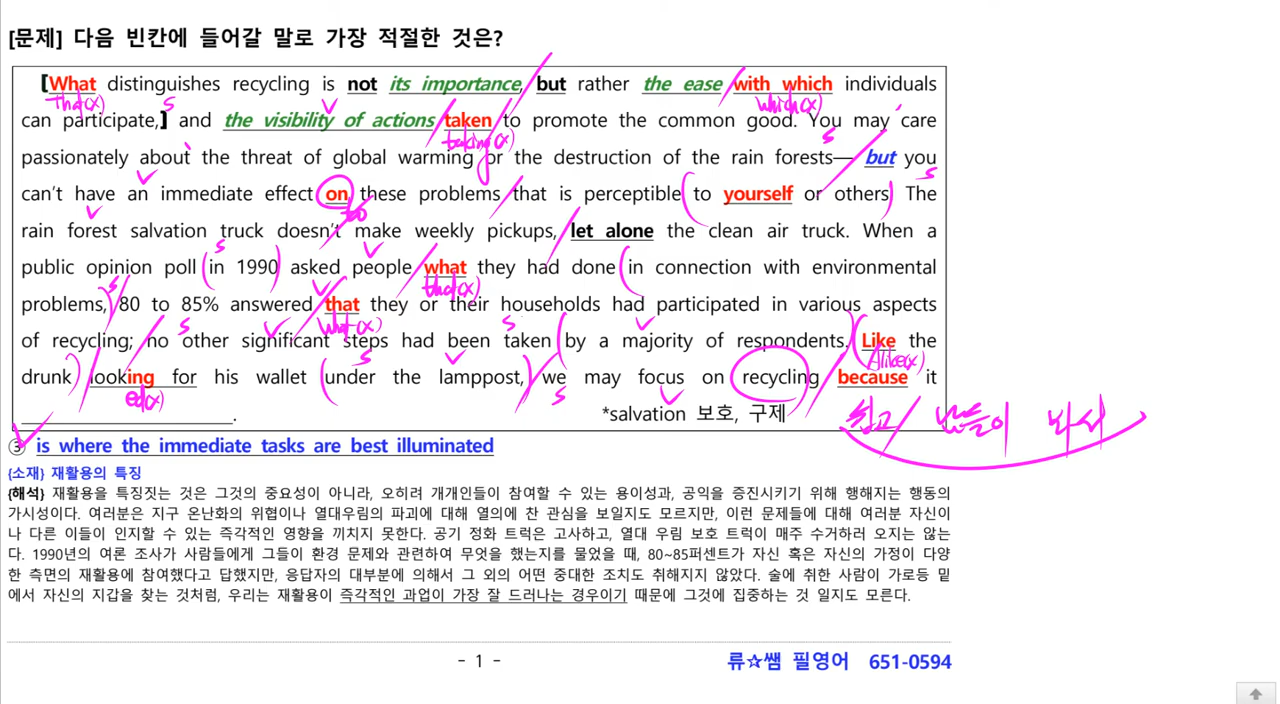 [문제] 다음 빈칸에 들어갈 말로 가장 적절한 것은?
[What distinguishes recycling is not its importance, but rather the ease with which individuals
that(x) s which(x)
can participate,] and the visibility of actions taken to promote the common good. You may care
taking(x) s
passionately about the threat of global warming or the destruction of the rain forests— but you
s
can't have an immediate effect on these problems that is perceptible (to yourself or others) The
to
rain forest salvation truck doesn't make weekly pickups, let alone the clean air truck. When a
s
public opinion poll (in 1990) asked people what they had done (in connection with environmental
s that(x)
problems,) 80 to 85% answered that they or their households had participated in various aspects
s what(x) s
of recycling; no other significant steps had been taken (by a majority of respondents.) (Like the
s Alike(x)
drunk) looking for his wallet (under the lamppost,) we may focus on recycling because it
ed(x) s
____________________. *salvation 보호, 구제
쉽고 남들이 봐서
③ is where the immediate tasks are best illuminated
{소재} 재활용의 특징
{해석} 재활용을 특징짓는 것은 그것의 중요성이 아니라, 오히려 개개인들이 참여할 수 있는 용이성과, 공익을 증진시키기 위해 행해지는 행동의
가시성이다. 여러분은 지구 온난화의 위협이나 열대우림의 파괴에 대해 열의에 찬 관심을 보일지도 모르지만, 이런 문제들에 대해 여러분 자신이
나 다른 이들이 인지할 수 있는 즉각적인 영향을 끼치지 못한다. 공기 정화 트럭은 고사하고, 열대 우림 보호 트럭이 매주 수거하러 오지는 않는
다. 1990년의 여론 조사가 사람들에게 그들이 환경 문제와 관련하여 무엇을 했는지를 물었을 때, 80~85퍼센트가 자신 혹은 자신의 가정이 다양
한 측면의 재활용에 참여했다고 답했지만, 응답자의 대부분에 의해서 그 외의 어떤 중대한 조치도 취해지지 않았다. 술에 취한 사람이 가로등 밑
에서 자신의 지갑을 찾는 것처럼, 우리는 재활용이 즉각적인 과업이 가장 잘 드러나는 경우이기 때문에 그것에 집중하는 것 일지도 모른다.
- 1 -
류☆쌤 필영어 651-0594